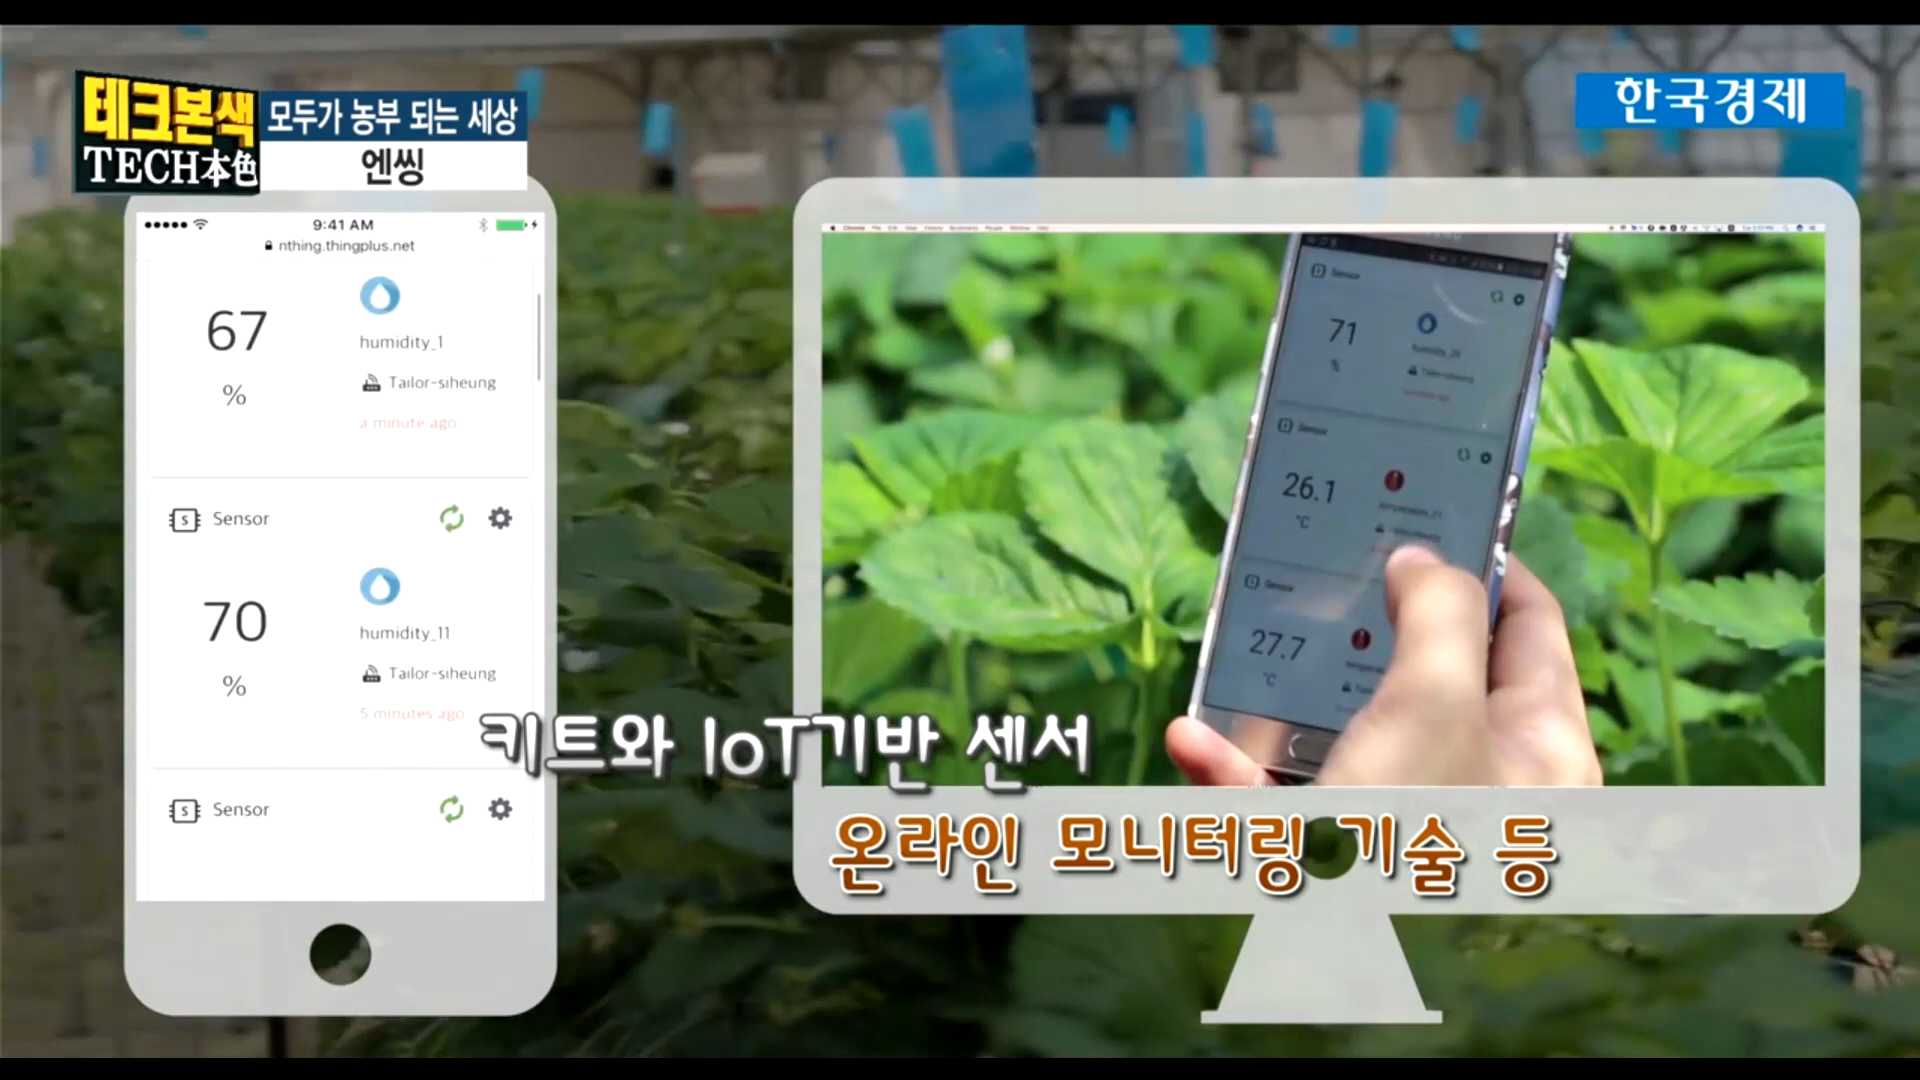 테크본색
TECH本色
모두가 농부 되는 세상
엔씽
한국경제
9:41 AM
nthing.thingplus.net
67
%
humidity_1
Tailor-siheung
a minute ago
Sensor
70
%
humidity_11
Tailor-siheung
5 minutes ago
Sensor
Sensor
71
%
Sensor
26.1
°C
Sensor
27.7
°C
키트와 IoT기반 센서
온라인 모니터링 기술 등